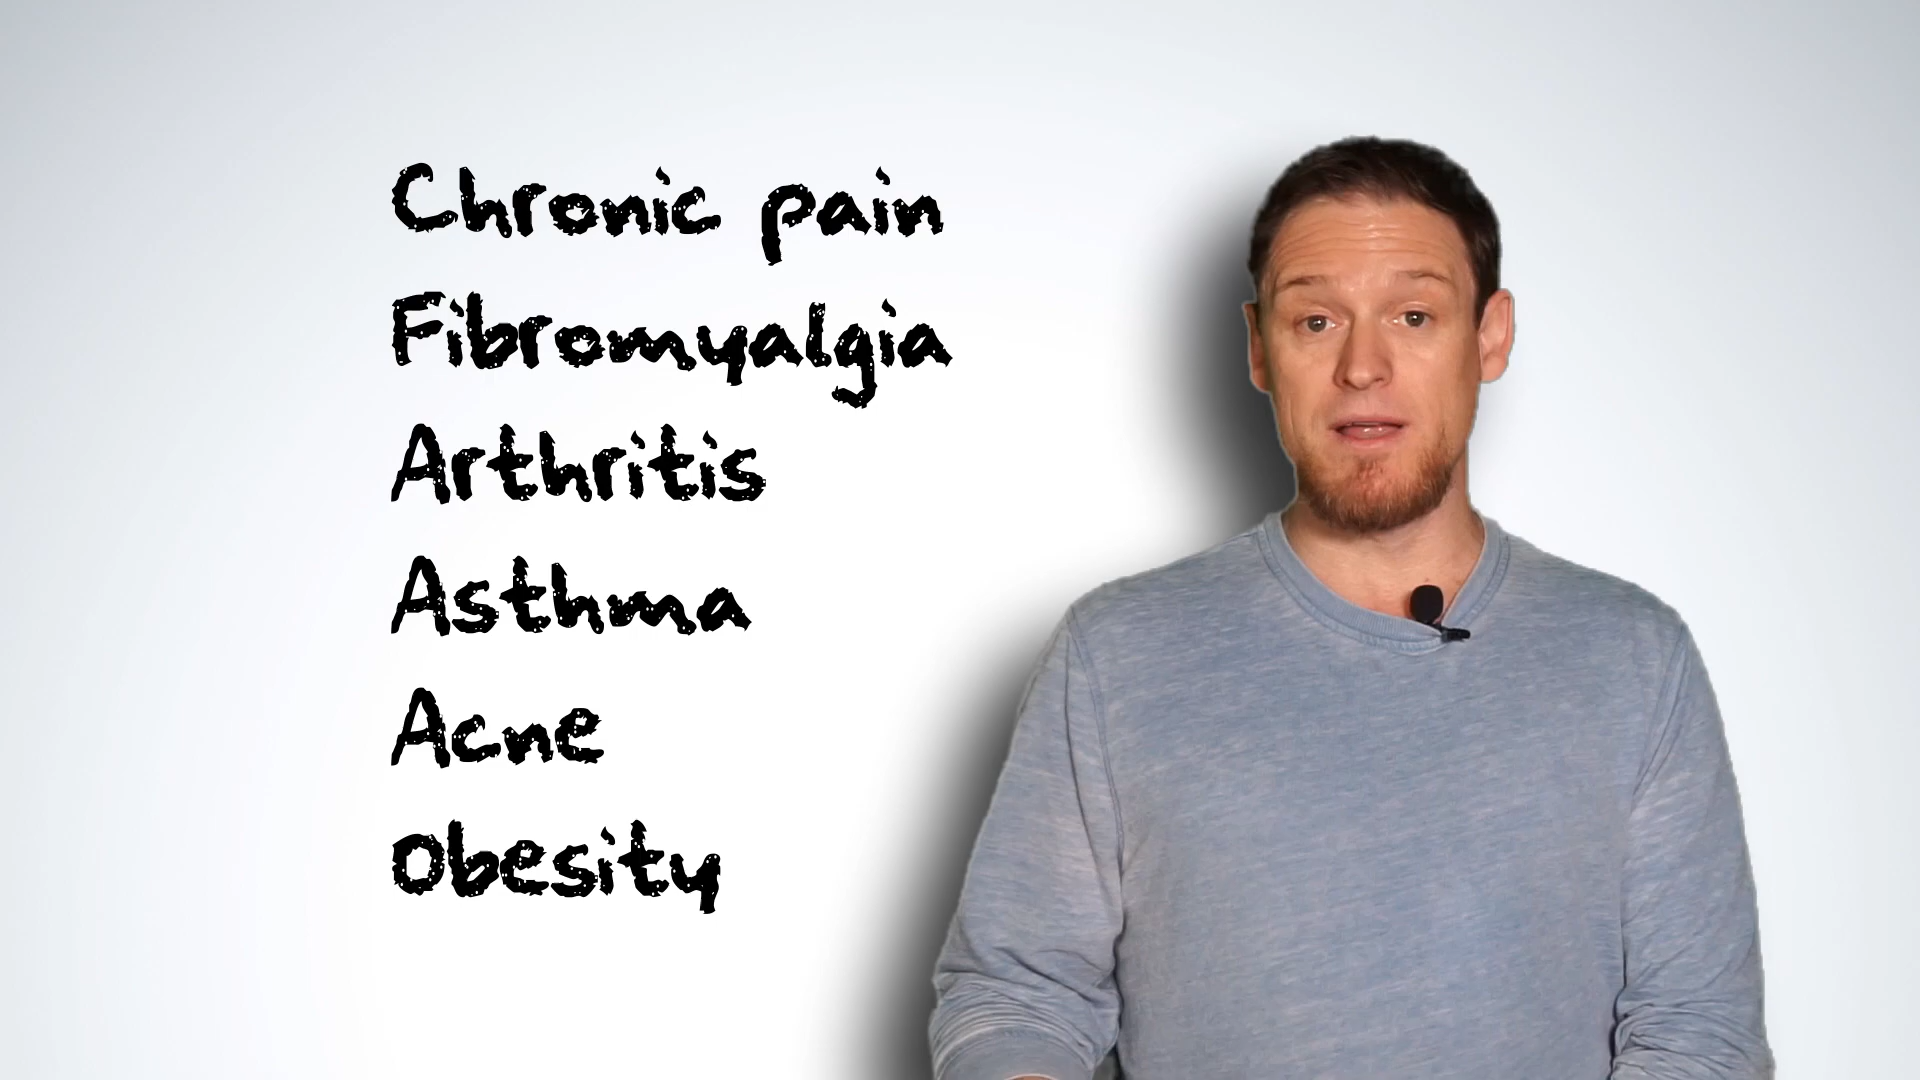 Chronic pain
Fibromyalgia
Arthritis
Asthma
Acne
Obesity